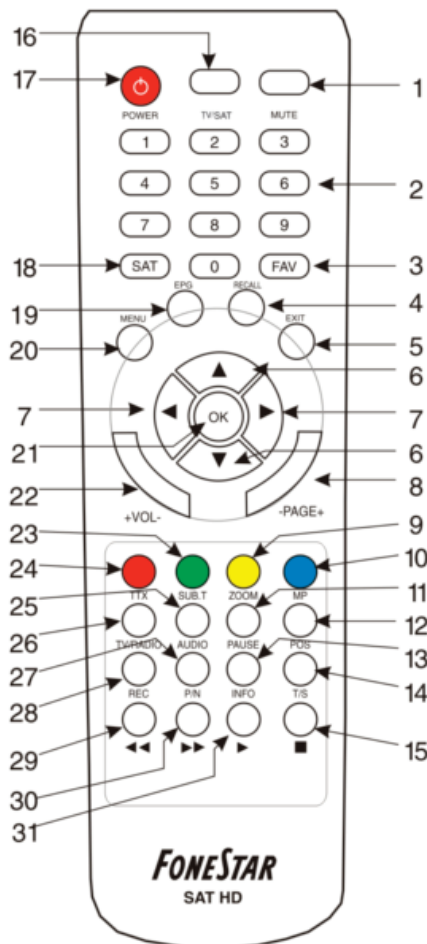 16
17
1
POWER TV/SAT MUTE
1 2 3
4 5 6
2
7 8 9
18
SAT 0 FAV
3
EPG RECALL
4
19
MENU EXIT
20
5
6
7
OK
7
21
6
22
8
+VOL- -PAGE+
23
9
24
10
TTX SUB.T ZOOM MP
25
11
26
12
TV/RADIO AUDIO PAUSE POS
27
13
28
14
REC P/N INFO T/S
29
15
30
31
FONESTAR
SAT HD